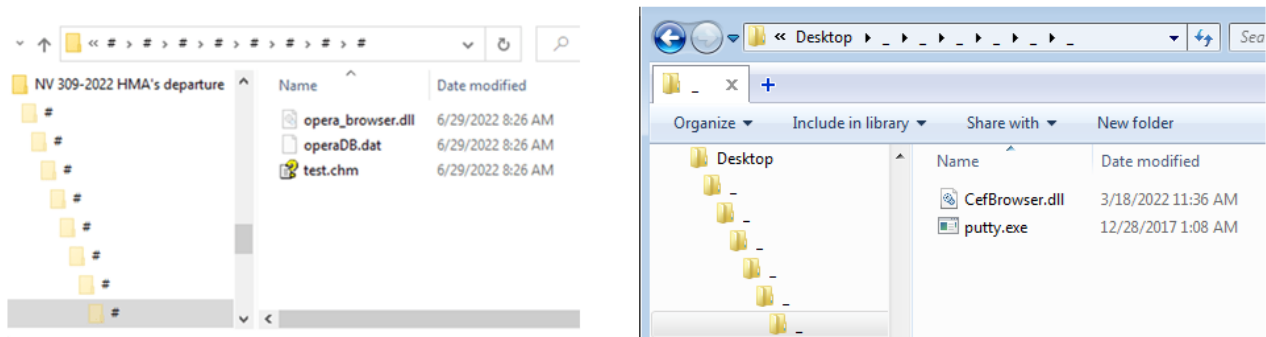 « # › # › # › # › # › # › # › #
NV 309-2022 HMA's departure
#
#
#
#
#
#
#
#
Name
Date modified
opera_browser.dll
6/29/2022 8:26 AM
operaDB.dat
6/29/2022 8:26 AM
test.chm
6/29/2022 8:26 AM
« Desktop ▸ _ ▸ _ ▸ _ ▸ _ ▸ _ ▸ _
Sea
_ x +
Organize ▾
Include in library ▾
Share with ▾
New folder
Desktop
_
_
_
_
_
_
Name
Date modified
CefBrowser.dll
3/18/2022 11:36 AM
putty.exe
12/28/2017 1:08 AM